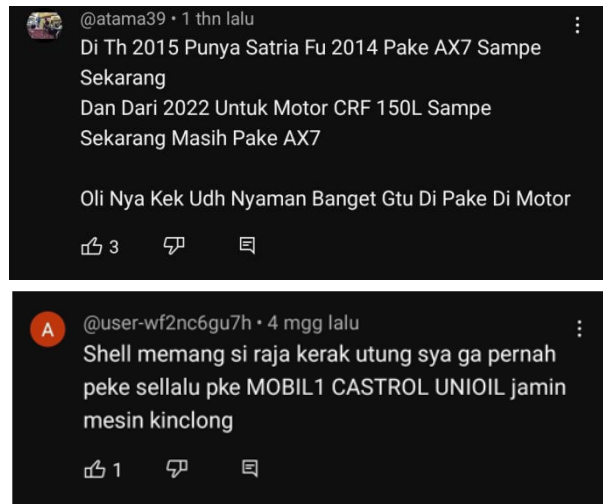 @atama39 • 1 thn lalu
Di Th 2015 Punya Satria Fu 2014 Pake AX7 Sampe
Sekarang
Dan Dari 2022 Untuk Motor CRF 150L Sampe
Sekarang Masih Pake AX7
Oli Nya Kek Udh Nyaman Banget Gtu Di Pake Di Motor
3
A
@user-wf2nc6gu7h • 4 mgg lalu
Shell memang si raja kerak utung sya ga pernah
peke sellalu pke MOBIL1 CASTROL UNIOIL jamin
mesin kinclong
1